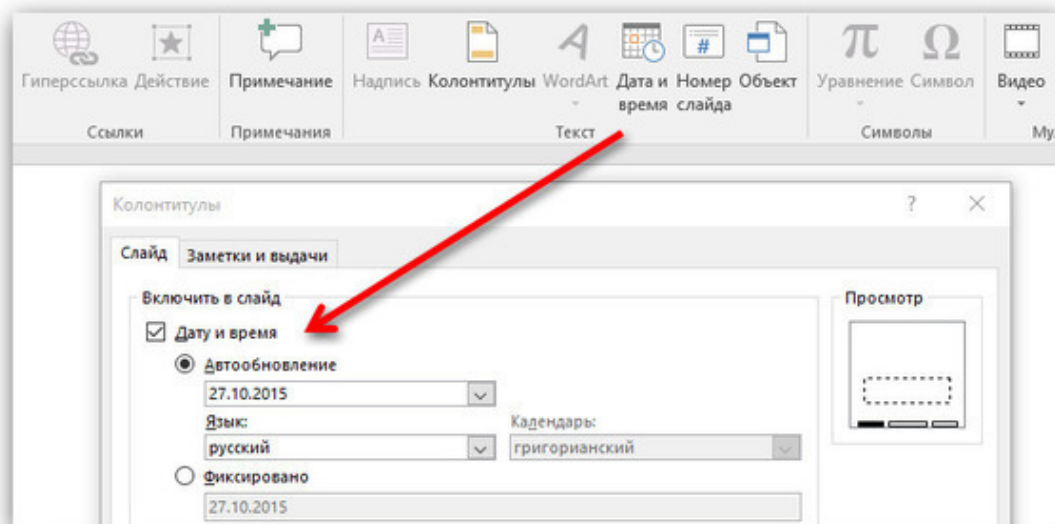 Гиперссылка Действие Примечание Надпись Колонтитулы WordArt Дата и время Номер слайда Объект Уравнение Символ Видео
Ссылки Примечания Текст Символы Му
Колонтитулы ? ×
Слайд Заметки и выдачи
Включить в слайд Просмотр
Дату и время
Автообновление
27.10.2015
Язык: Календарь:
русский григорианский
Фиксировано
27.10.2015